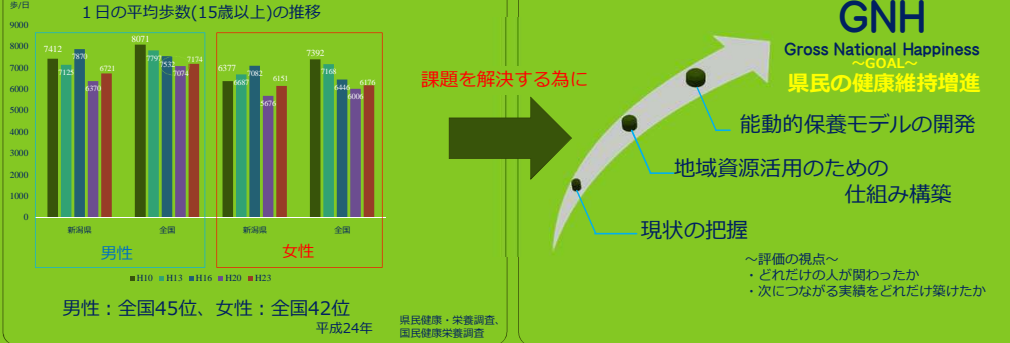 歩/日
1日の平均歩数(15歳以上)の推移
9000
8000
7000
6000
5000
4000
3000
2000
1000
0
7412
7125
7870
6370
6721
8071
7797
7532
7074
7174
6377
6687
7082
5676
6151
7392
7168
6446
6006
6176
新潟県
全国
新潟県
全国
男性
女性
H10 H13 H16 H20 H23
男性：全国45位、女性：全国42位
平成24年
県民健康・栄養調査、
国民健康栄養調査
課題を解決する為に
GNH
Gross National Happiness
～GOAL～
県民の健康維持増進
能動的保養モデルの開発
地域資源活用のための
仕組み構築
現状の把握
～評価の視点～
・どれだけの人が関わったか
・次につながる実績をどれだけ築けたか